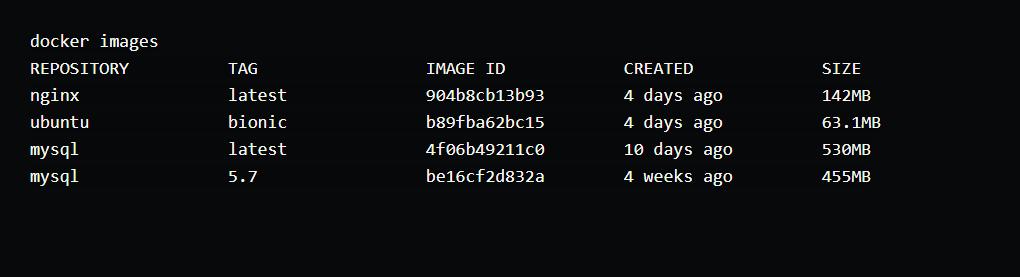 docker images
REPOSITORY TAG IMAGE ID CREATED SIZE
nginx latest 904b8cb13b93 4 days ago 142MB
ubuntu bionic b89fba62bc15 4 days ago 63.1MB
mysql latest 4f06b49211c0 10 days ago 530MB
mysql 5.7 be16cf2d832a 4 weeks ago 455MB